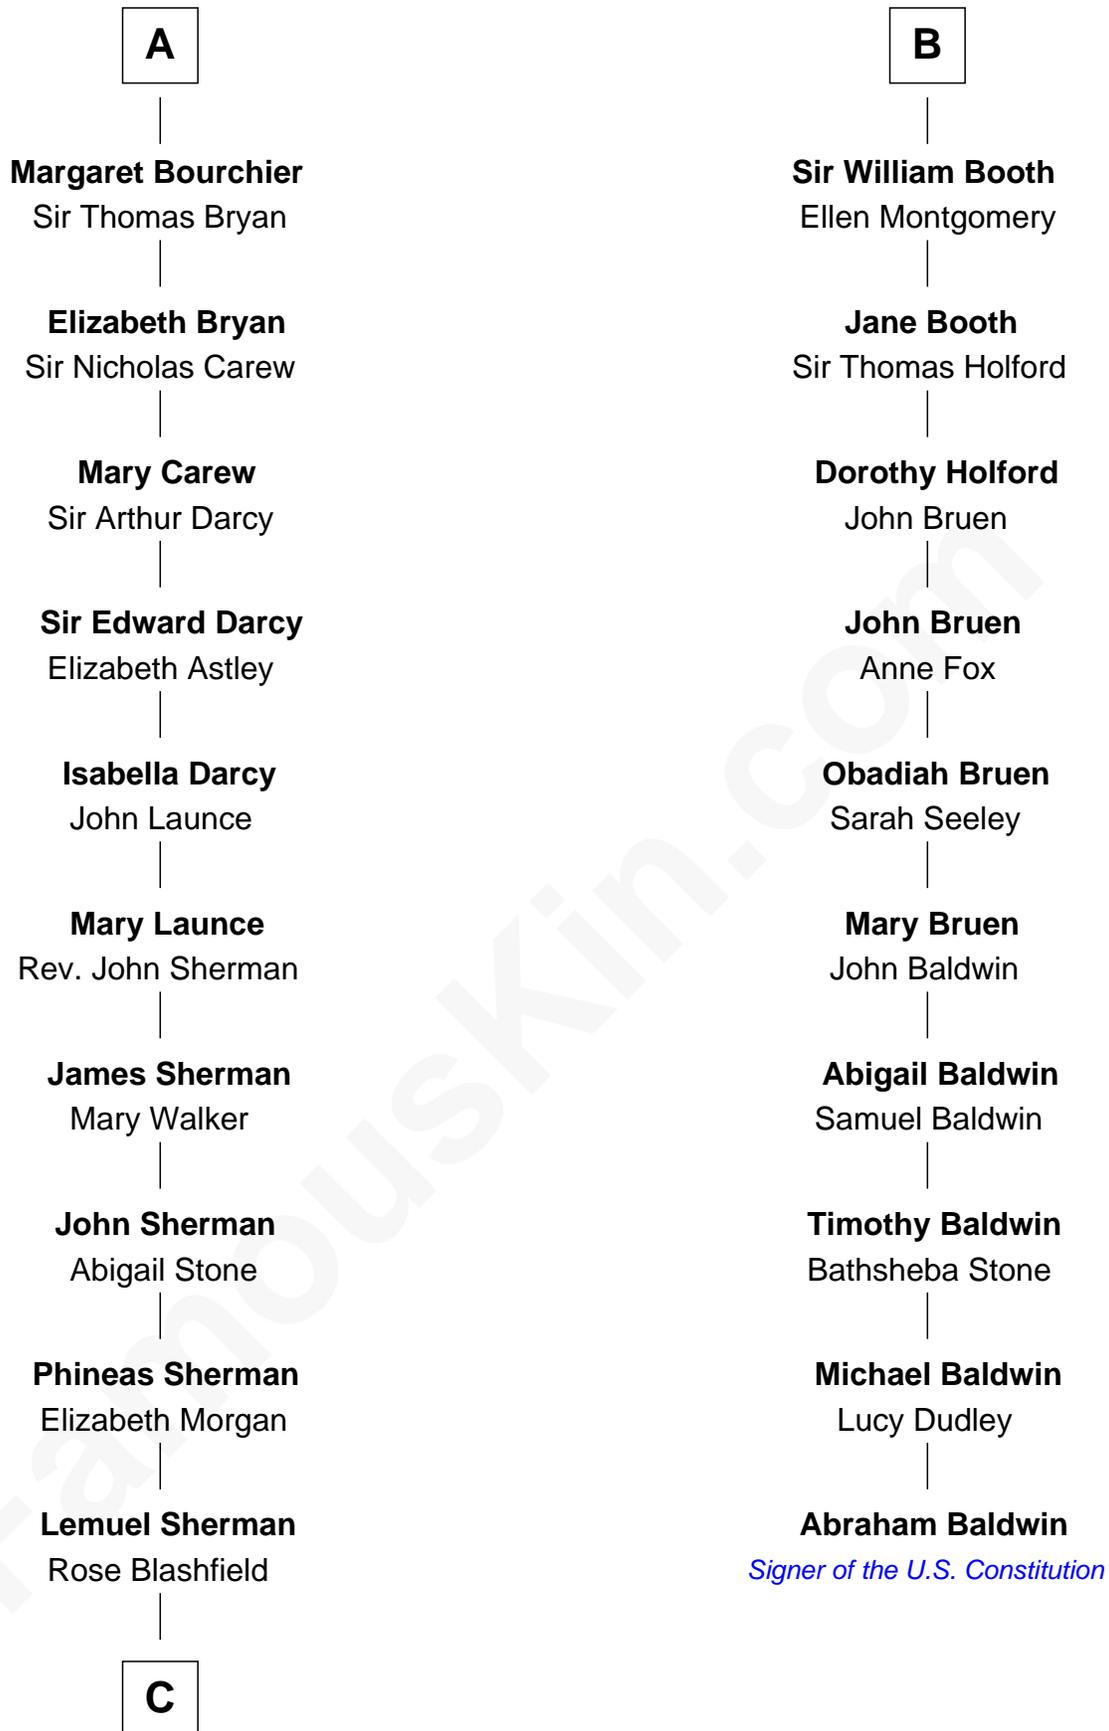 A
Margaret Bourchier
Sir Thomas Bryan
Elizabeth Bryan
Sir Nicholas Carew
Mary Carew
Sir Arthur Darcy
Sir Edward Darcy
Elizabeth Astley
Isabella Darcy
John Launce
Mary Launce
Rev. John Sherman
James Sherman
Mary Walker
John Sherman
Abigail Stone
Phineas Sherman
Elizabeth Morgan
Lemuel Sherman
Rose Blashfield
C
B
Sir William Booth
Ellen Montgomery
Jane Booth
Sir Thomas Holford
Dorothy Holford
John Bruen
John Bruen
Anne Fox
Obadiah Bruen
Sarah Seeley
Mary Bruen
John Baldwin
Abigail Baldwin
Samuel Baldwin
Timothy Baldwin
Bathsheba Stone
Michael Baldwin
Lucy Dudley
Abraham Baldwin
Signer of the U.S. Constitution
FamousKin.com